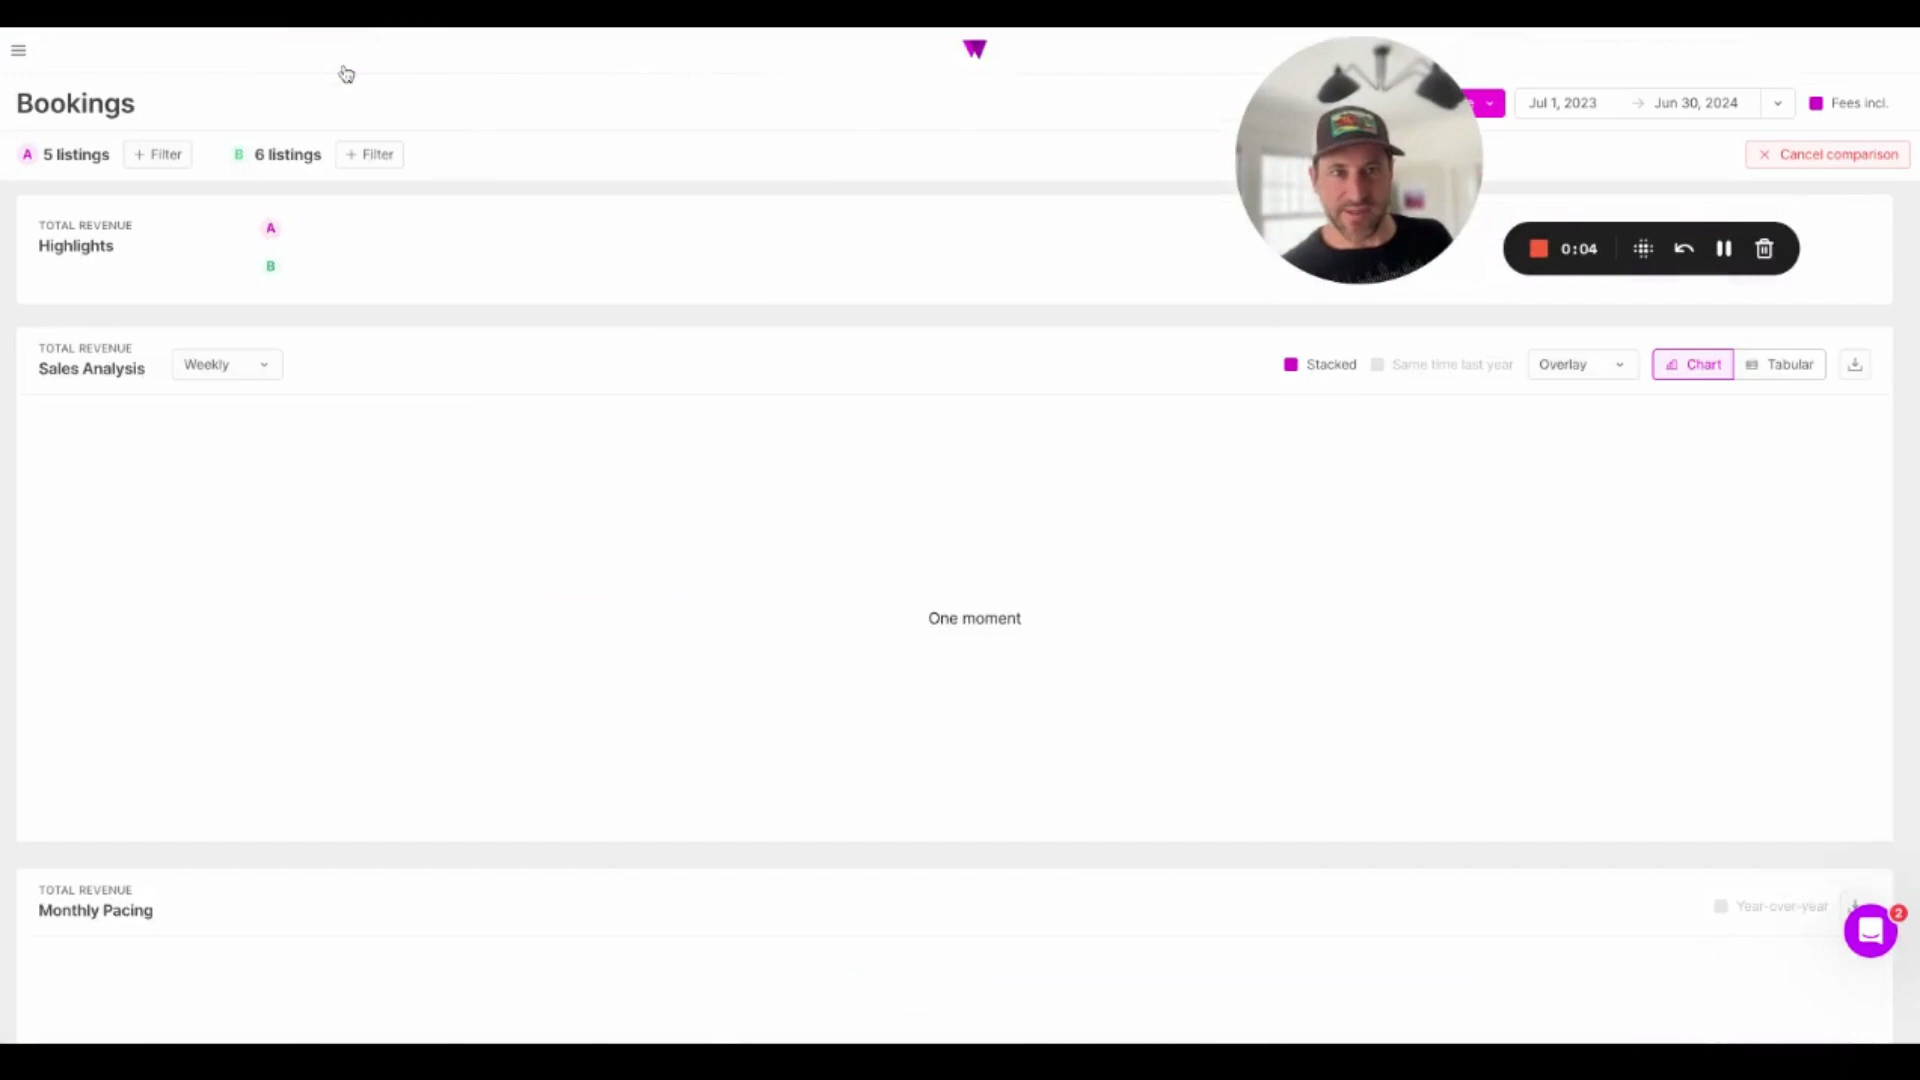 Bookings
Jul 1, 2023 → Jun 30, 2024
Fees incl.
A 5 listings + Filter B 6 listings + Filter
× Cancel comparison
TOTAL REVENUE
Highlights
A
B
0:04
TOTAL REVENUE
Sales Analysis
Weekly
Stacked
Same time last year
Overlay
Chart
Tabular
One moment
TOTAL REVENUE
Monthly Pacing
Year-over-year
2